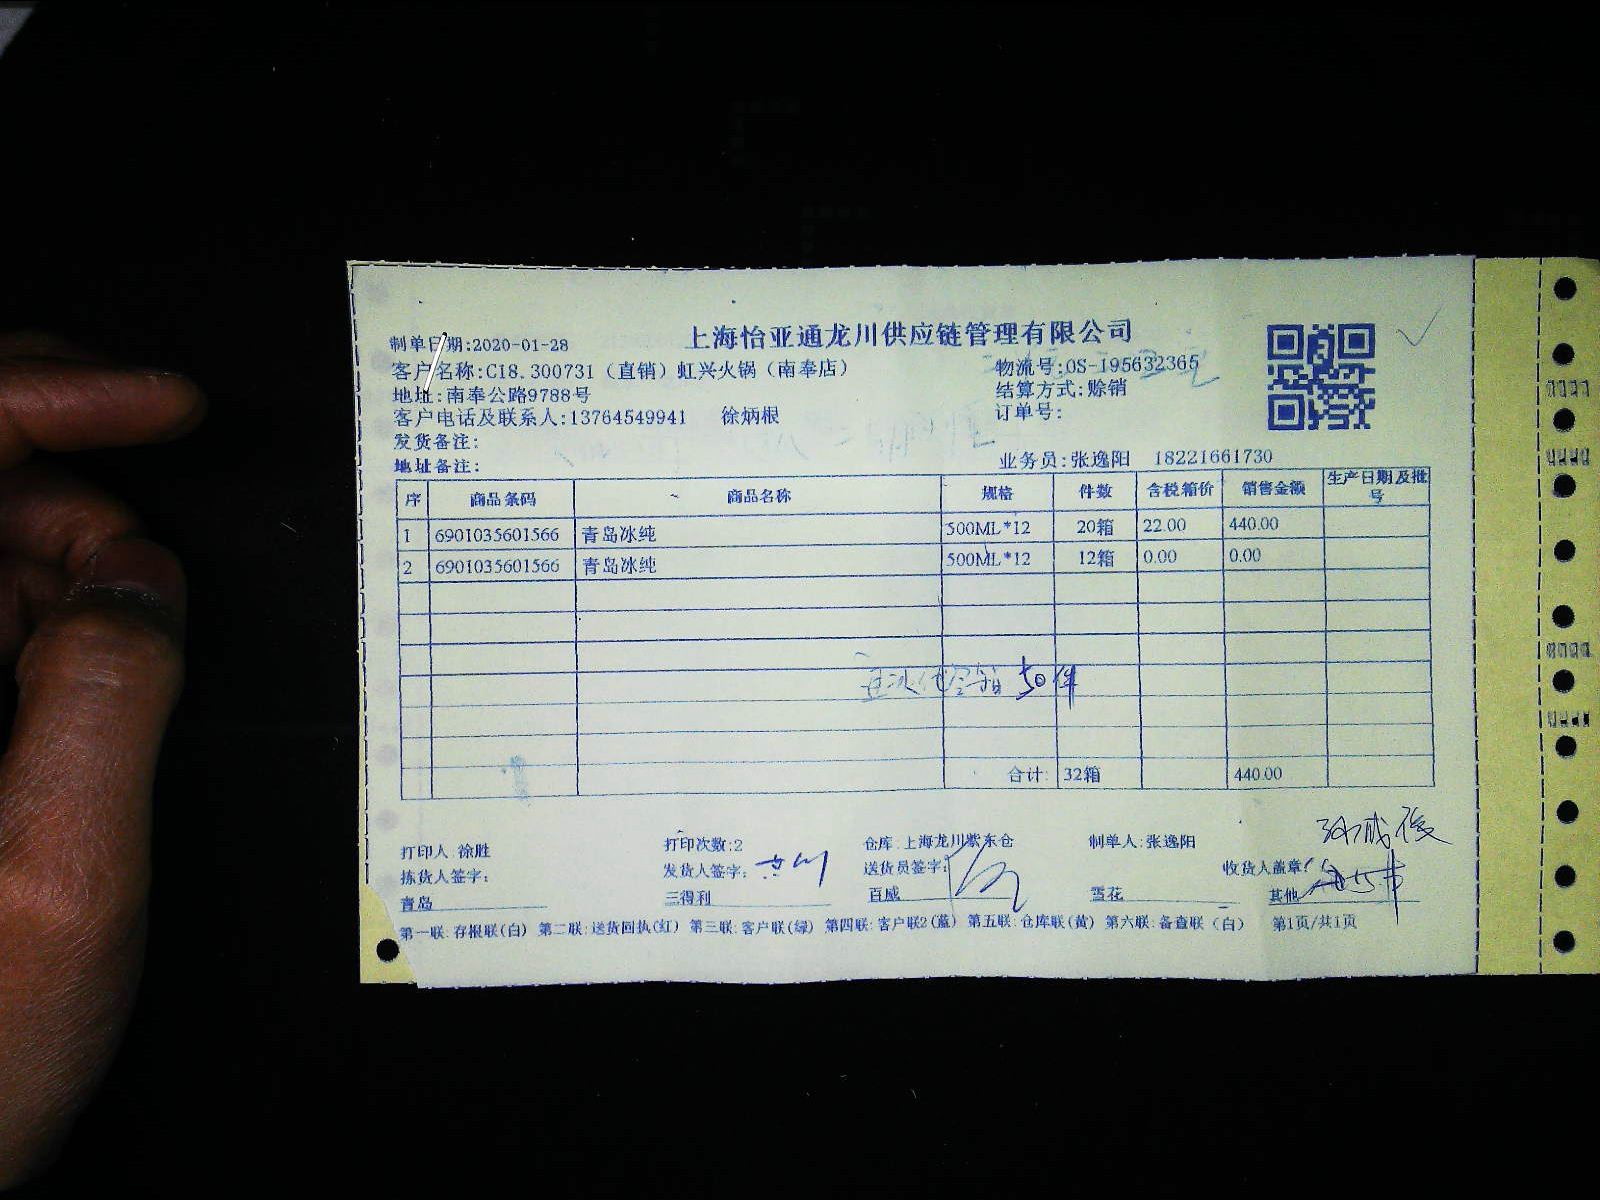 上海怡亚通龙川供应链管理有限公司
制单日期:2020-01-28
客户名称:C18.300731（直销）虹兴火锅（南奉店） 物流号:OS-195632365
地址:南奉公路9788号 结算方式:赊销
客户电话及联系人:13764549941 徐炳根 订单号:
发货备注:
地址备注: 业务员:张逸阳 18221661730
序 商品条码 商品名称 规格 件数 含税箱价 销售金额 生产日期及批号
1 6901035601566 青岛冰纯 500ML*12 20箱 22.00 440.00
2 6901035601566 青岛冰纯 500ML*12 12箱 0.00 0.00
空箱 50件
合计: 32箱 440.00
打印人:徐胜 打印次数:2 仓库:上海龙川紫东仓 制单人:张逸阳
拣货人签字: 发货人签字: 送货员签字: 收货人盖章:
青岛 三得利 百威 雪花 其他
第一联:存根联(白) 第二联:送货回执(红) 第三联:客户联(绿) 第四联:客户联2(蓝) 第五联:仓库联(黄) 第六联:备查联（白） 第1页/共1页